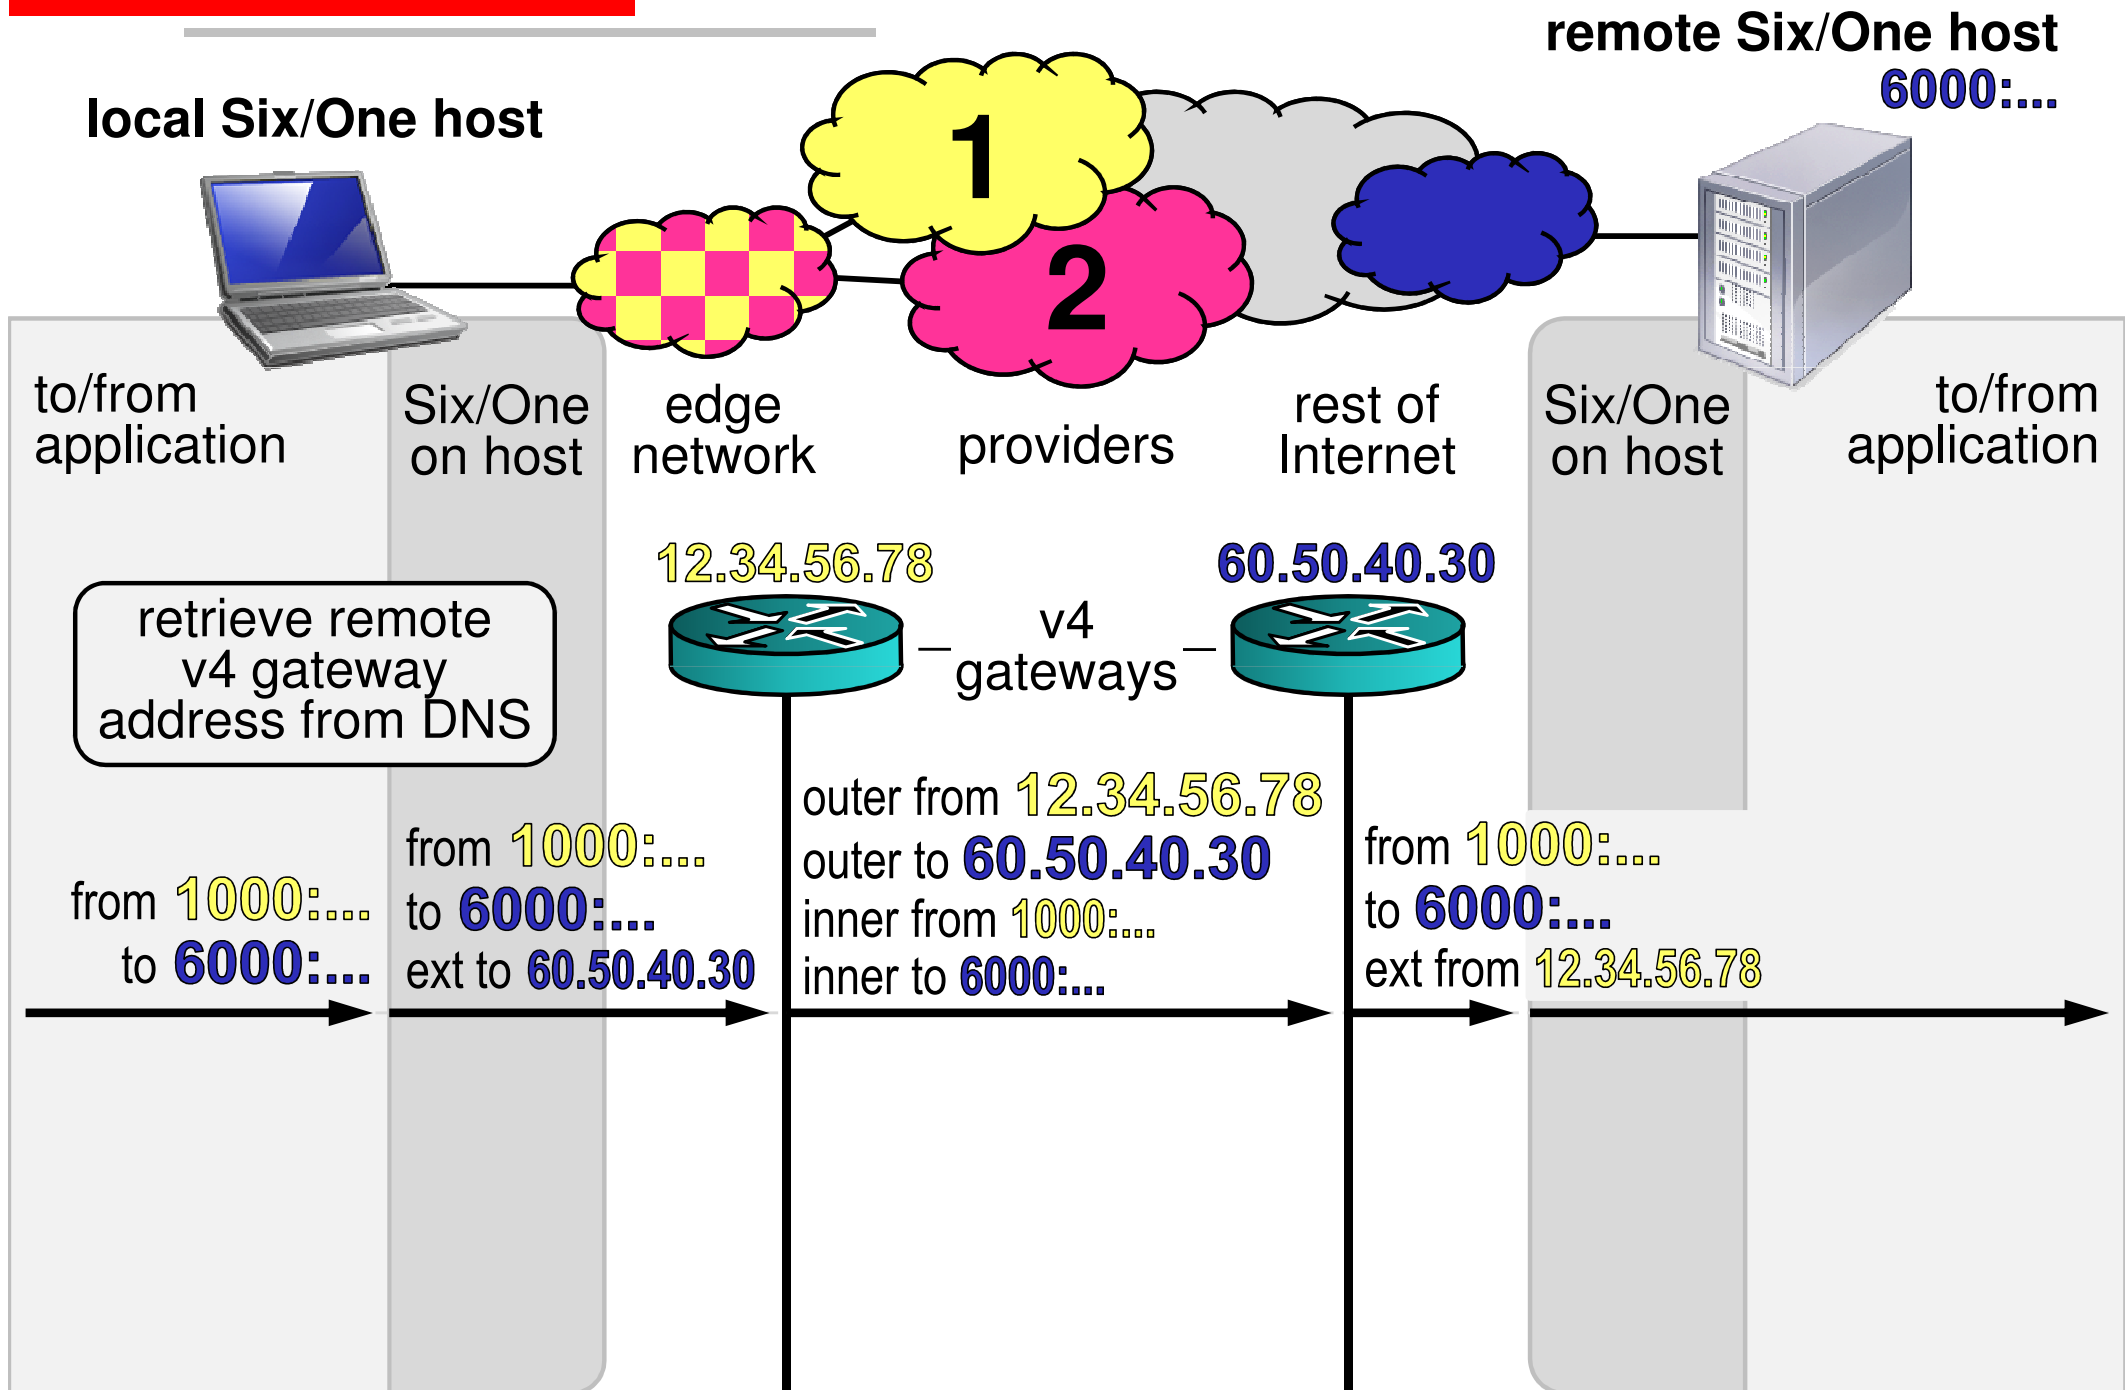 remote Six/One host
6000:...
local Six/One host
1
2
to/from
application
Six/One
on host
edge
network
providers
rest of
Internet
Six/One
on host
to/from
application
12.34.56.78
60.50.40.30
v4
gateways
retrieve remote
v4 gateway
address from DNS
from 1000:...
to 6000:...
from 1000:...
to 6000:...
ext to 60.50.40.30
outer from 12.34.56.78
outer to 60.50.40.30
inner from 1000:...
inner to 6000:...
from 1000:...
to 6000:...
ext from 12.34.56.78